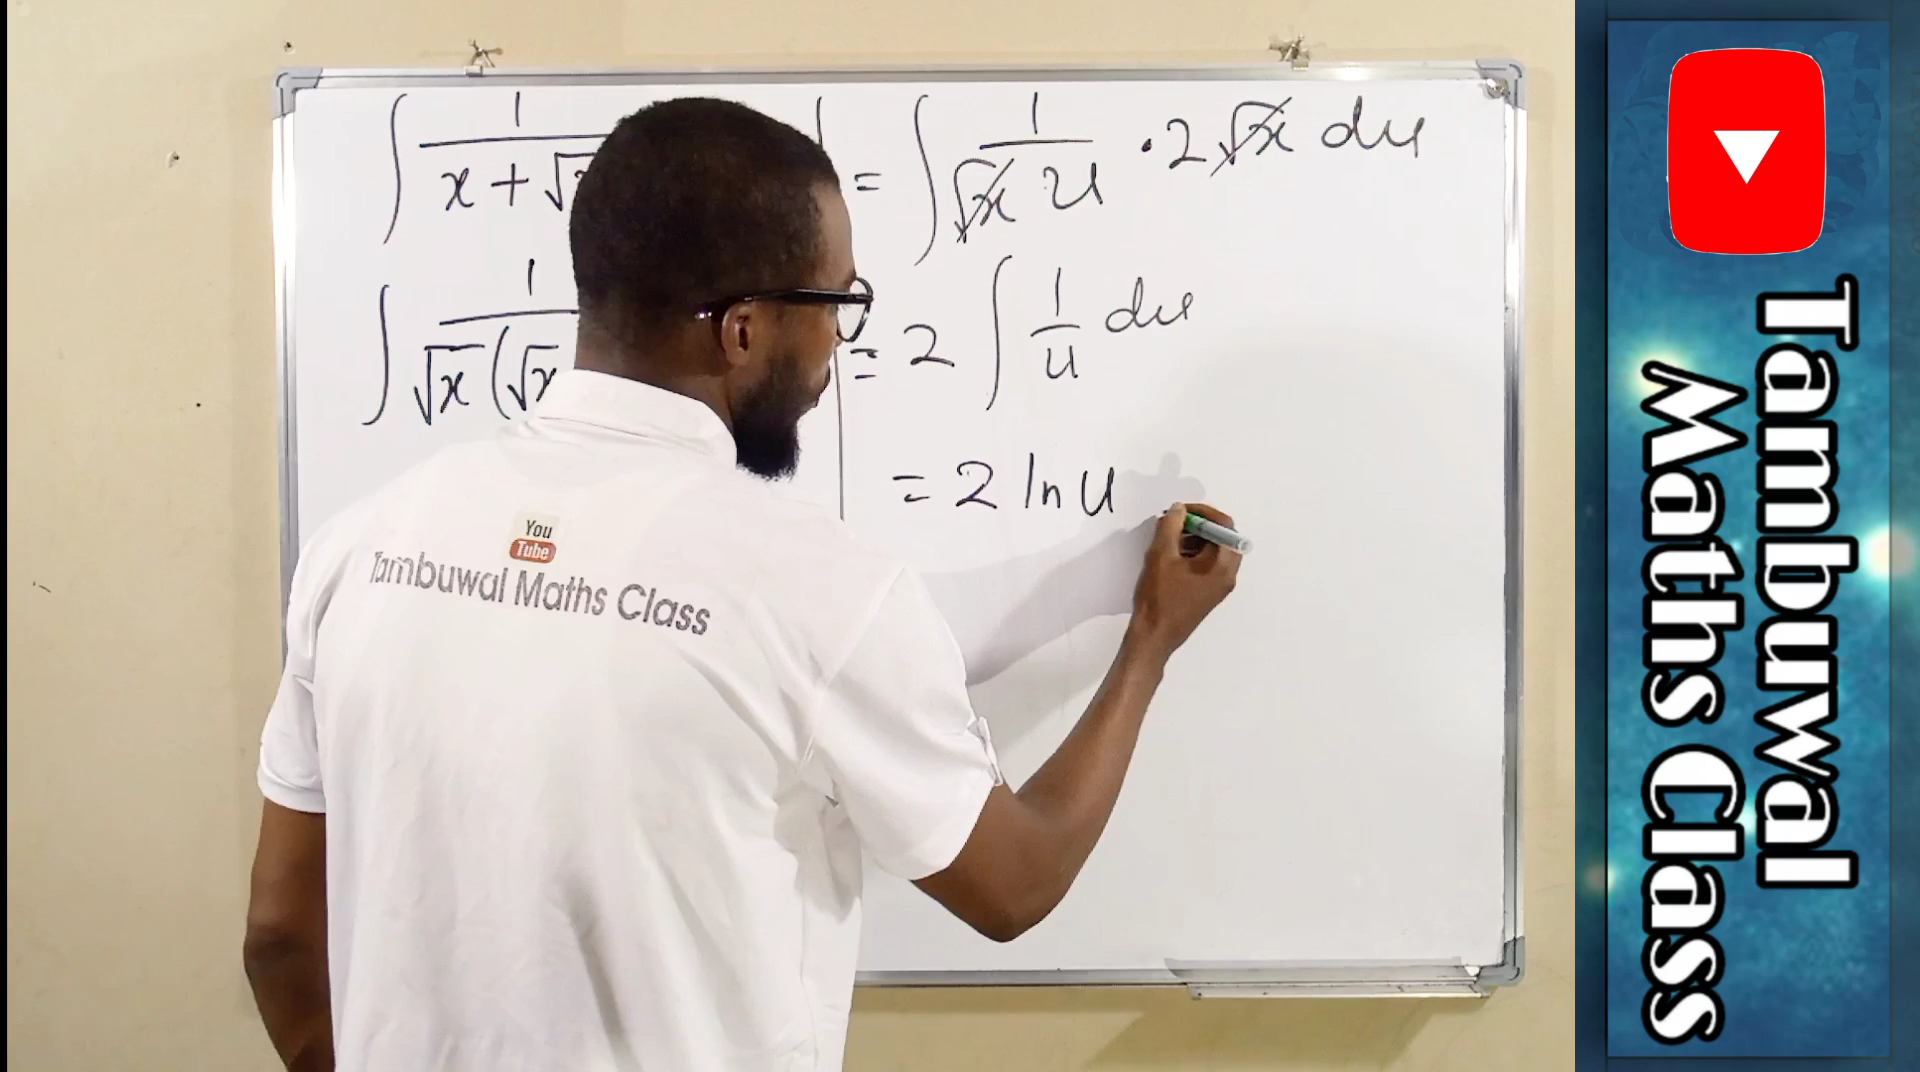 ∫ 1/(x + √
∫ 1/(√x (√x
= ∫ 1/(√x u) · 2 √x du
= 2 ∫ 1/u du
= 2 ln u
You
Tube
Tambuwal Maths Class
Tambuwal
Maths Class